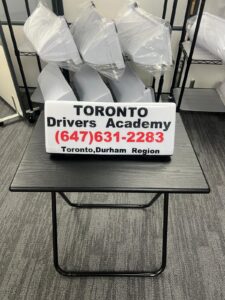 TORONTO
Drivers Academy
(647)631-2283
Toronto,Durham Region